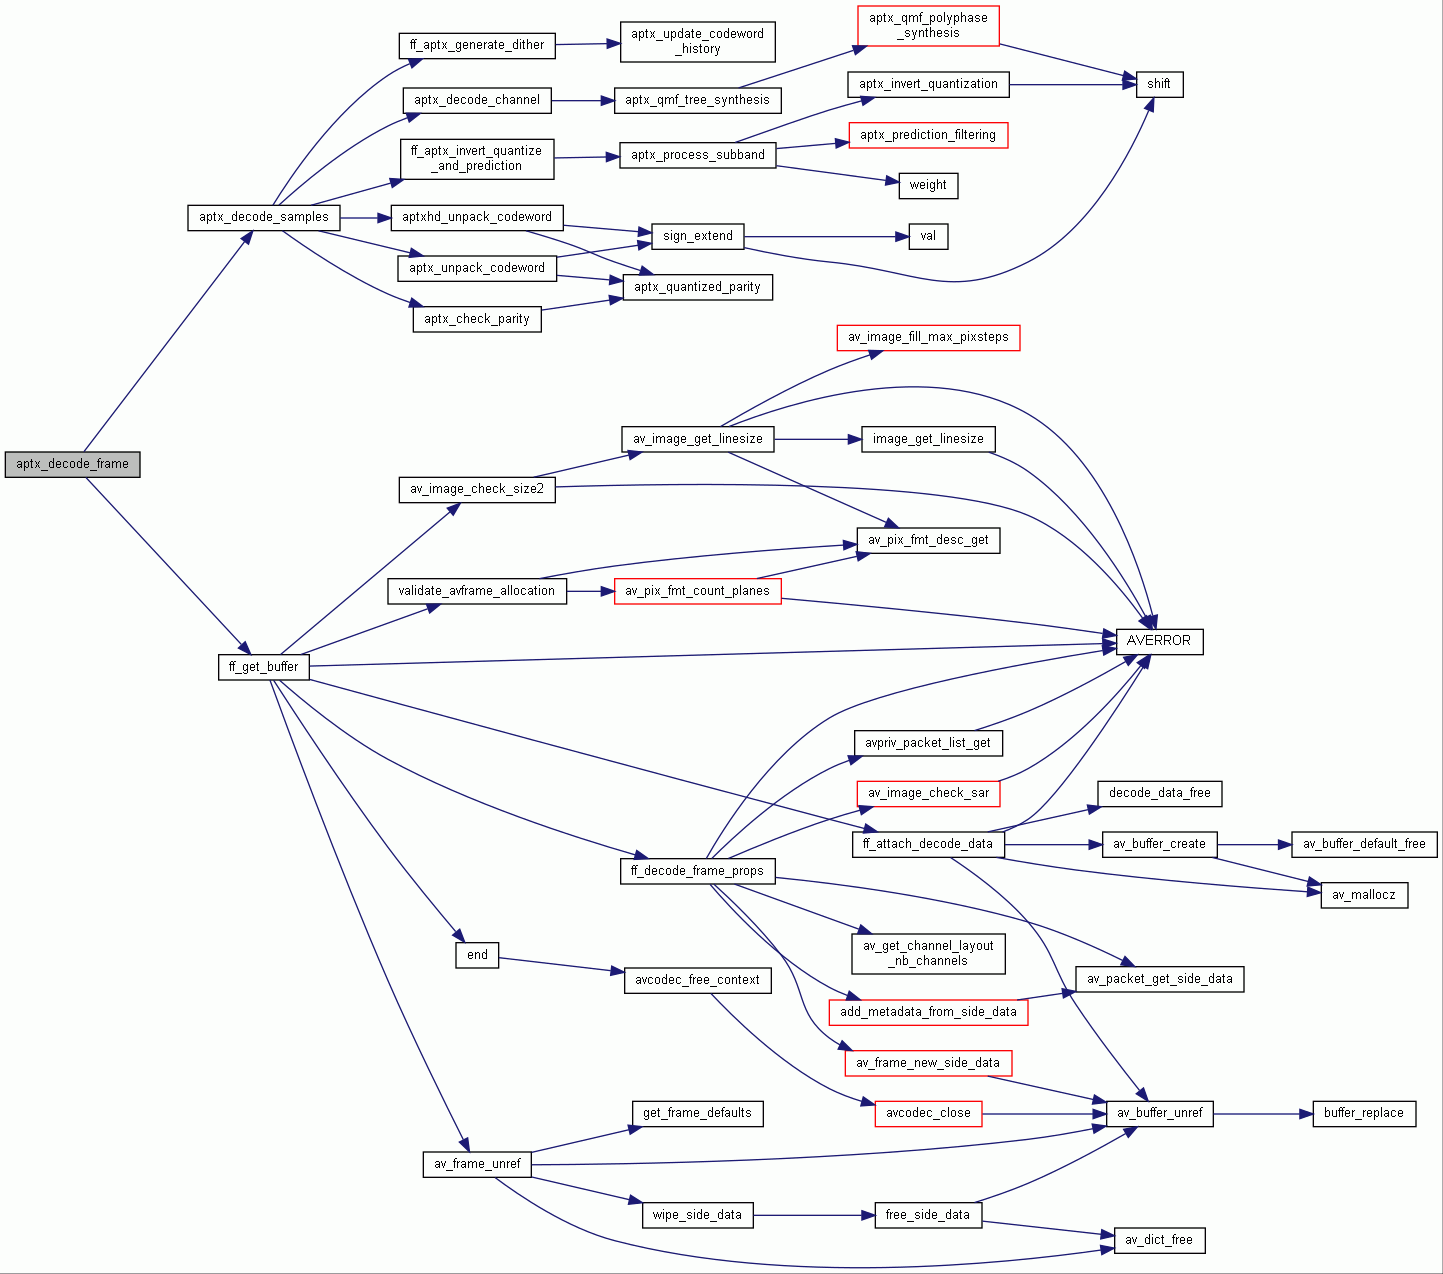 aptx_qmf_polyphase
_synthesis
ff_aptx_generate_dither
aptx_update_codeword
_history
aptx_decode_channel
aptx_qmf_tree_synthesis
aptx_invert_quantization
shift
ff_aptx_invert_quantize
_and_prediction
aptx_process_subband
aptx_prediction_filtering
weight
aptx_decode_samples
aptxhd_unpack_codeword
sign_extend
val
aptx_unpack_codeword
aptx_quantized_parity
aptx_check_parity
av_image_fill_max_pixsteps
av_image_get_linesize
image_get_linesize
aptx_decode_frame
av_image_check_size2
av_pix_fmt_desc_get
validate_avframe_allocation
av_pix_fmt_count_planes
AVERROR
ff_get_buffer
avpriv_packet_list_get
av_image_check_sar
decode_data_free
ff_attach_decode_data
av_buffer_create
av_buffer_default_free
ff_decode_frame_props
av_mallocz
end
av_get_channel_layout
_nb_channels
avcodec_free_context
av_packet_get_side_data
add_metadata_from_side_data
av_frame_new_side_data
get_frame_defaults
avcodec_close
av_buffer_unref
buffer_replace
av_frame_unref
wipe_side_data
free_side_data
av_dict_free